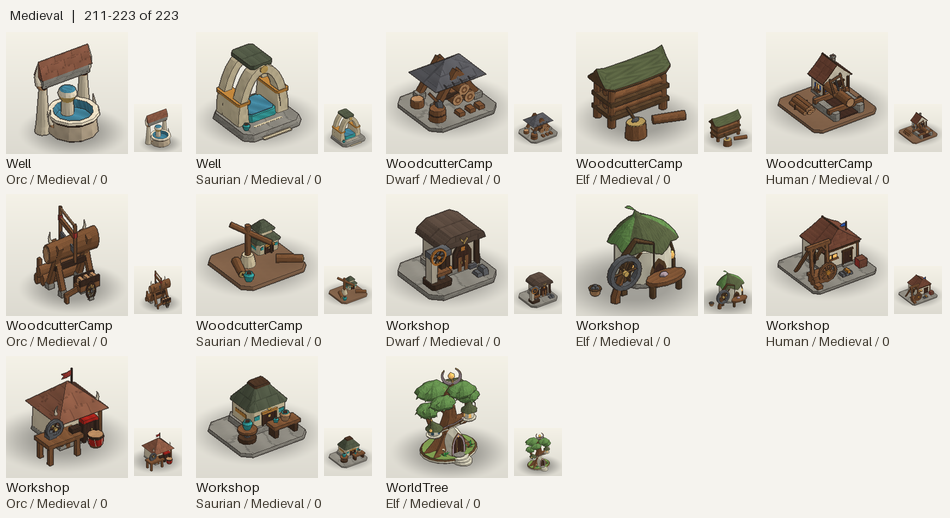 Medieval | 211-223 of 223
Well
Orc / Medieval / 0
Well
Saurian / Medieval / 0
WoodcutterCamp
Dwarf / Medieval / 0
WoodcutterCamp
Elf / Medieval / 0
WoodcutterCamp
Human / Medieval / 0
WoodcutterCamp
Orc / Medieval / 0
WoodcutterCamp
Saurian / Medieval / 0
Workshop
Dwarf / Medieval / 0
Workshop
Elf / Medieval / 0
Workshop
Human / Medieval / 0
Workshop
Orc / Medieval / 0
Workshop
Saurian / Medieval / 0
WorldTree
Elf / Medieval / 0